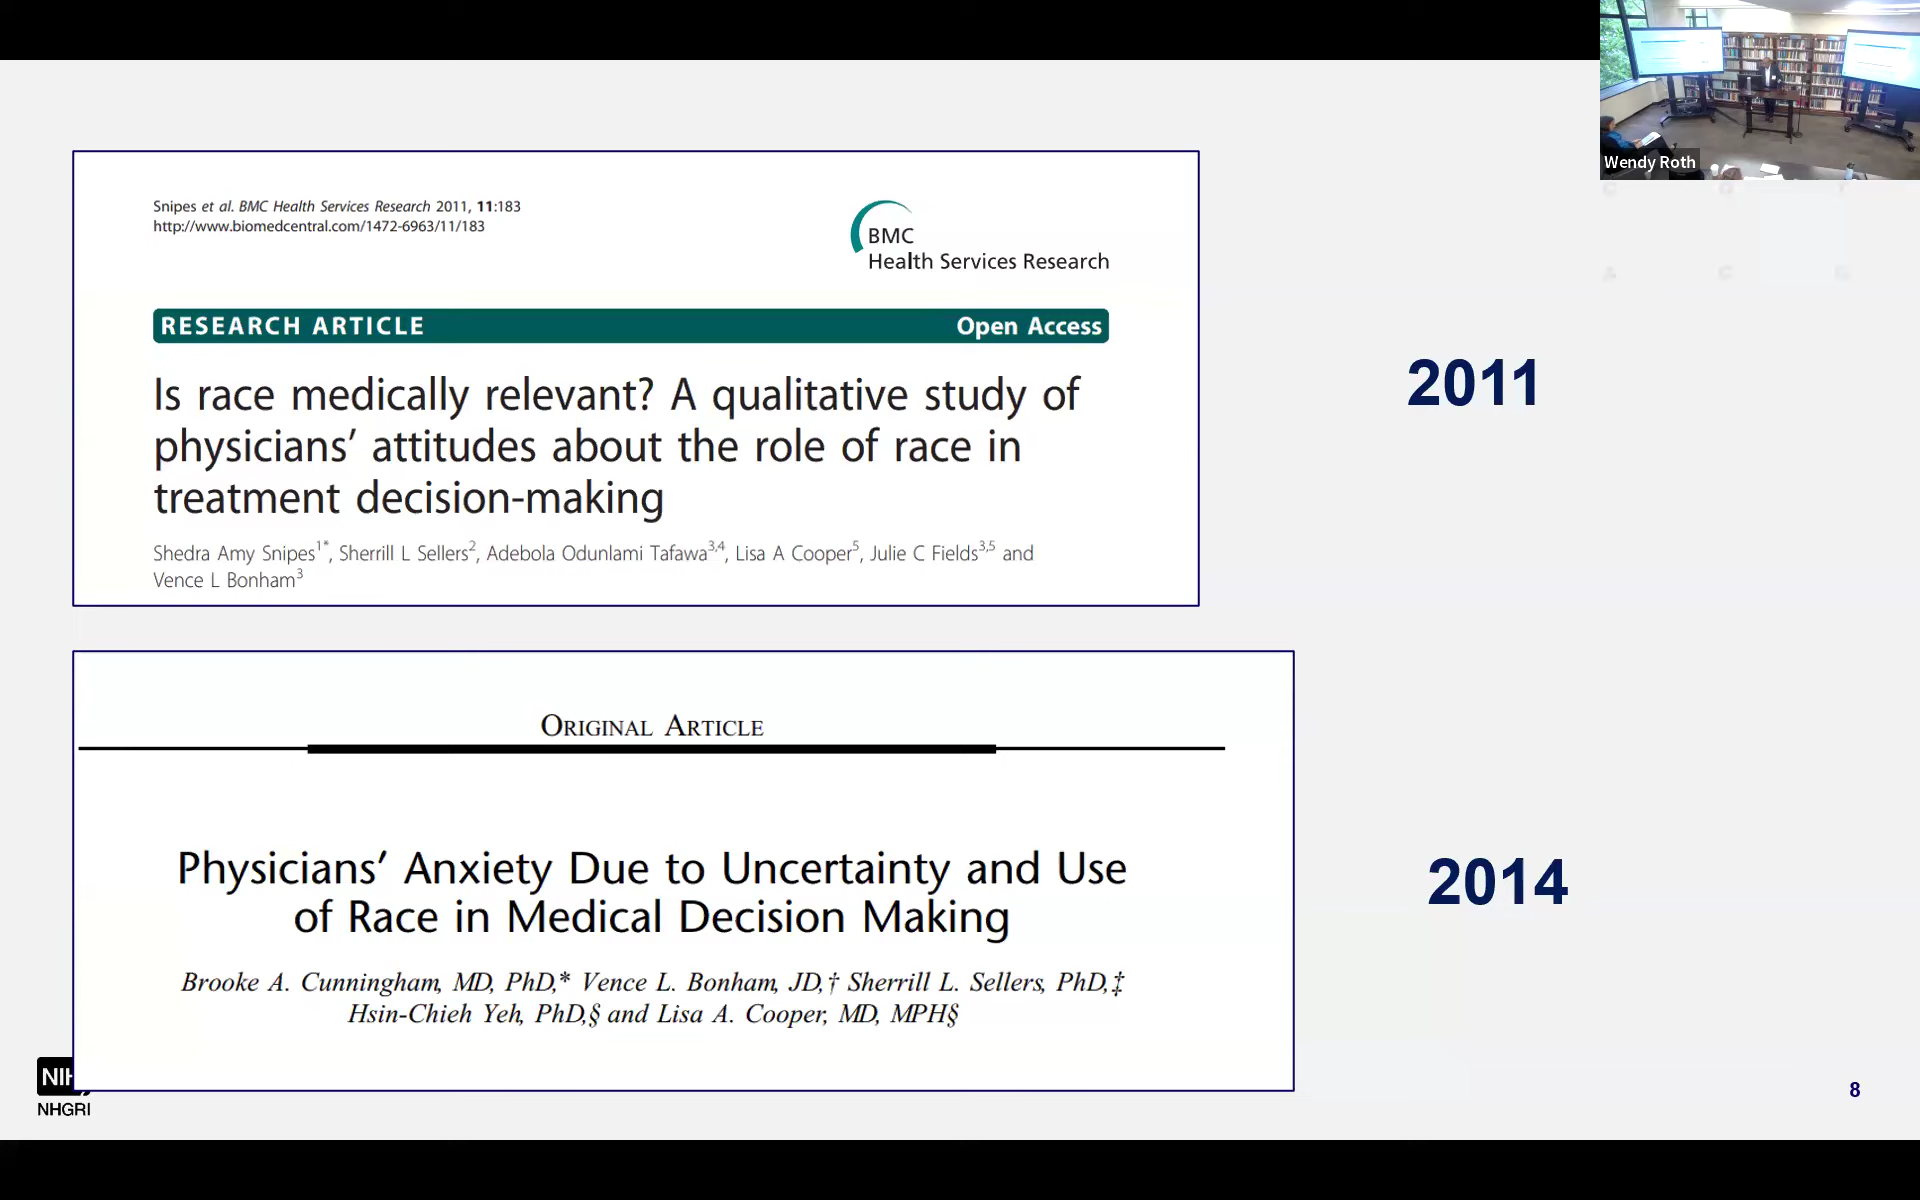 Wendy Roth
Snipes et al. BMC Health Services Research 2011, 11:183
http://www.biomedcentral.com/1472-6963/11/183
BMC
Health Services Research
RESEARCH ARTICLE Open Access
Is race medically relevant? A qualitative study of
physicians’ attitudes about the role of race in
treatment decision-making
Shedra Amy Snipes1*, Sherrill L Sellers2, Adebola Odunlami Tafawa3,4, Lisa A Cooper5, Julie C Fields3,5 and
Vence L Bonham3
2011
ORIGINAL ARTICLE
Physicians’ Anxiety Due to Uncertainty and Use
of Race in Medical Decision Making
Brooke A. Cunningham, MD, PhD,* Vence L. Bonham, JD,† Sherrill L. Sellers, PhD,‡
Hsin-Chieh Yeh, PhD,§ and Lisa A. Cooper, MD, MPH§
2014
NHGRI
8